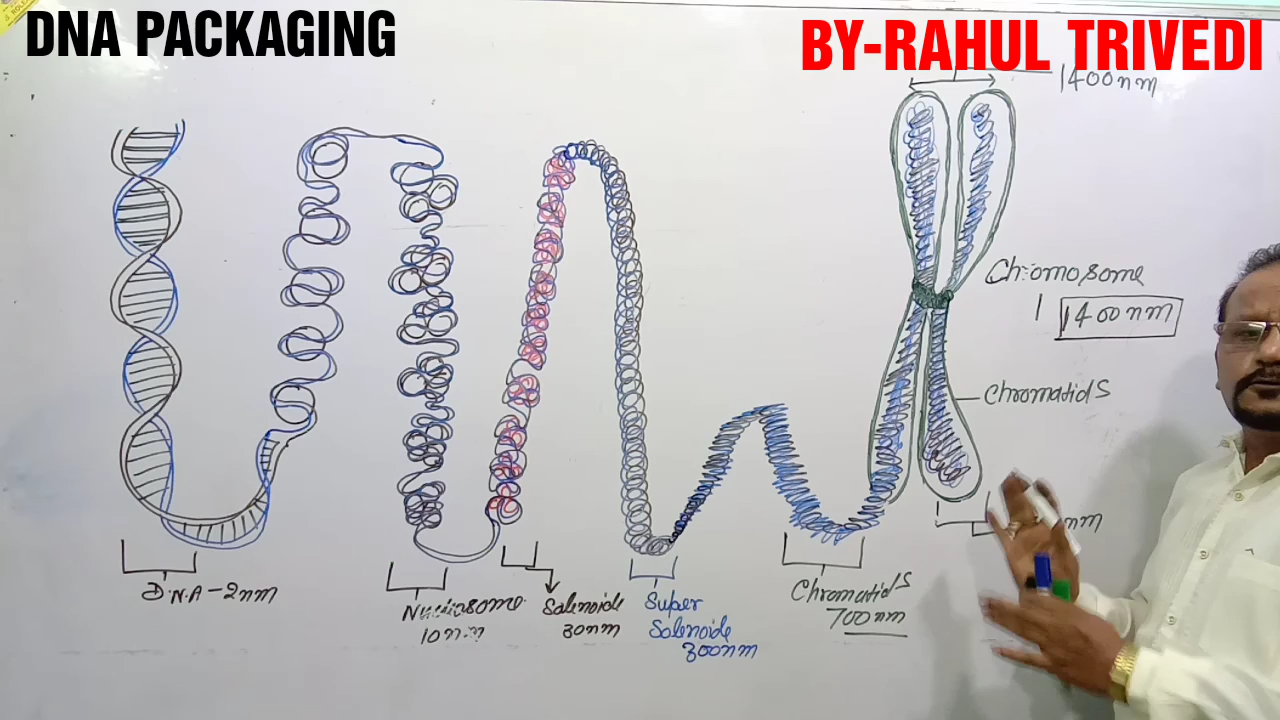 DNA PACKAGING
BY-RAHUL TRIVEDI
1400nm
Chromosome
1400nm
Chromatids
nm
D.N.A-2nm
Nucleosome
10nm
Solenoide
30nm
Super
Solenoide
300nm
Chromatids
700nm